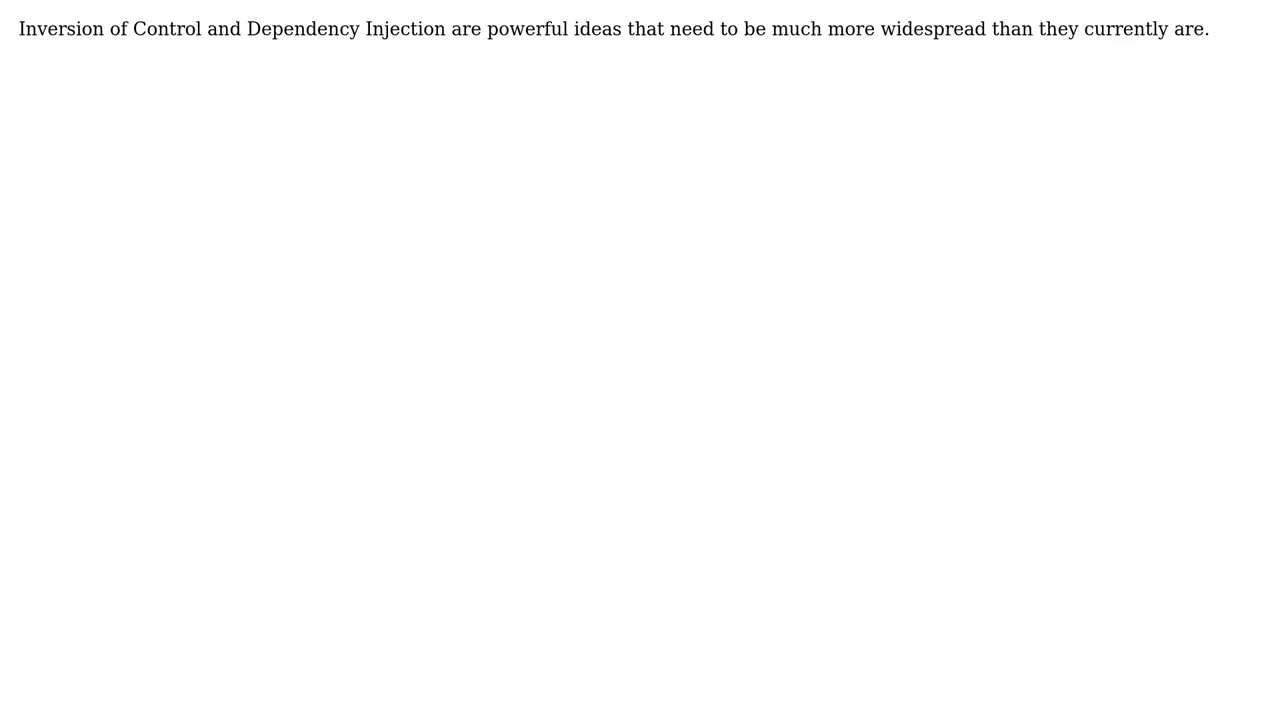 Inversion of Control and Dependency Injection are powerful ideas that need to be much more widespread than they currently are.